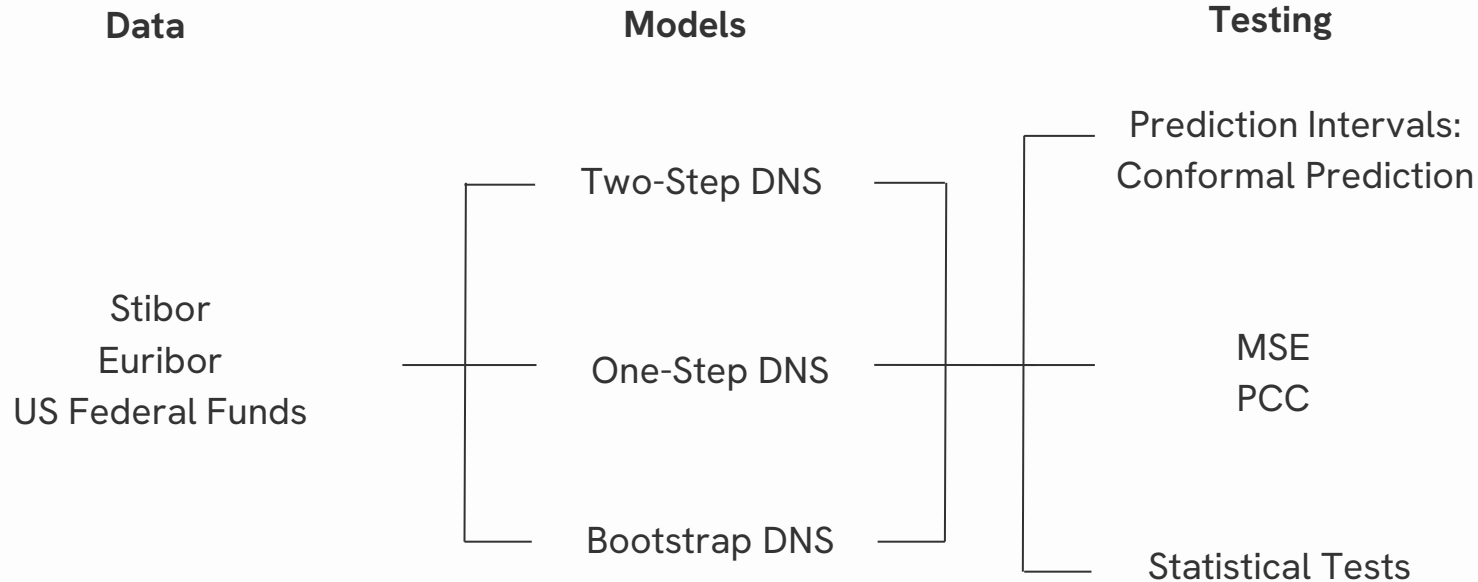 Data
Models
Testing
Stibor
Euribor
US Federal Funds
Two-Step DNS
One-Step DNS
Bootstrap DNS
Prediction Intervals:
Conformal Prediction
MSE
PCC
Statistical Tests